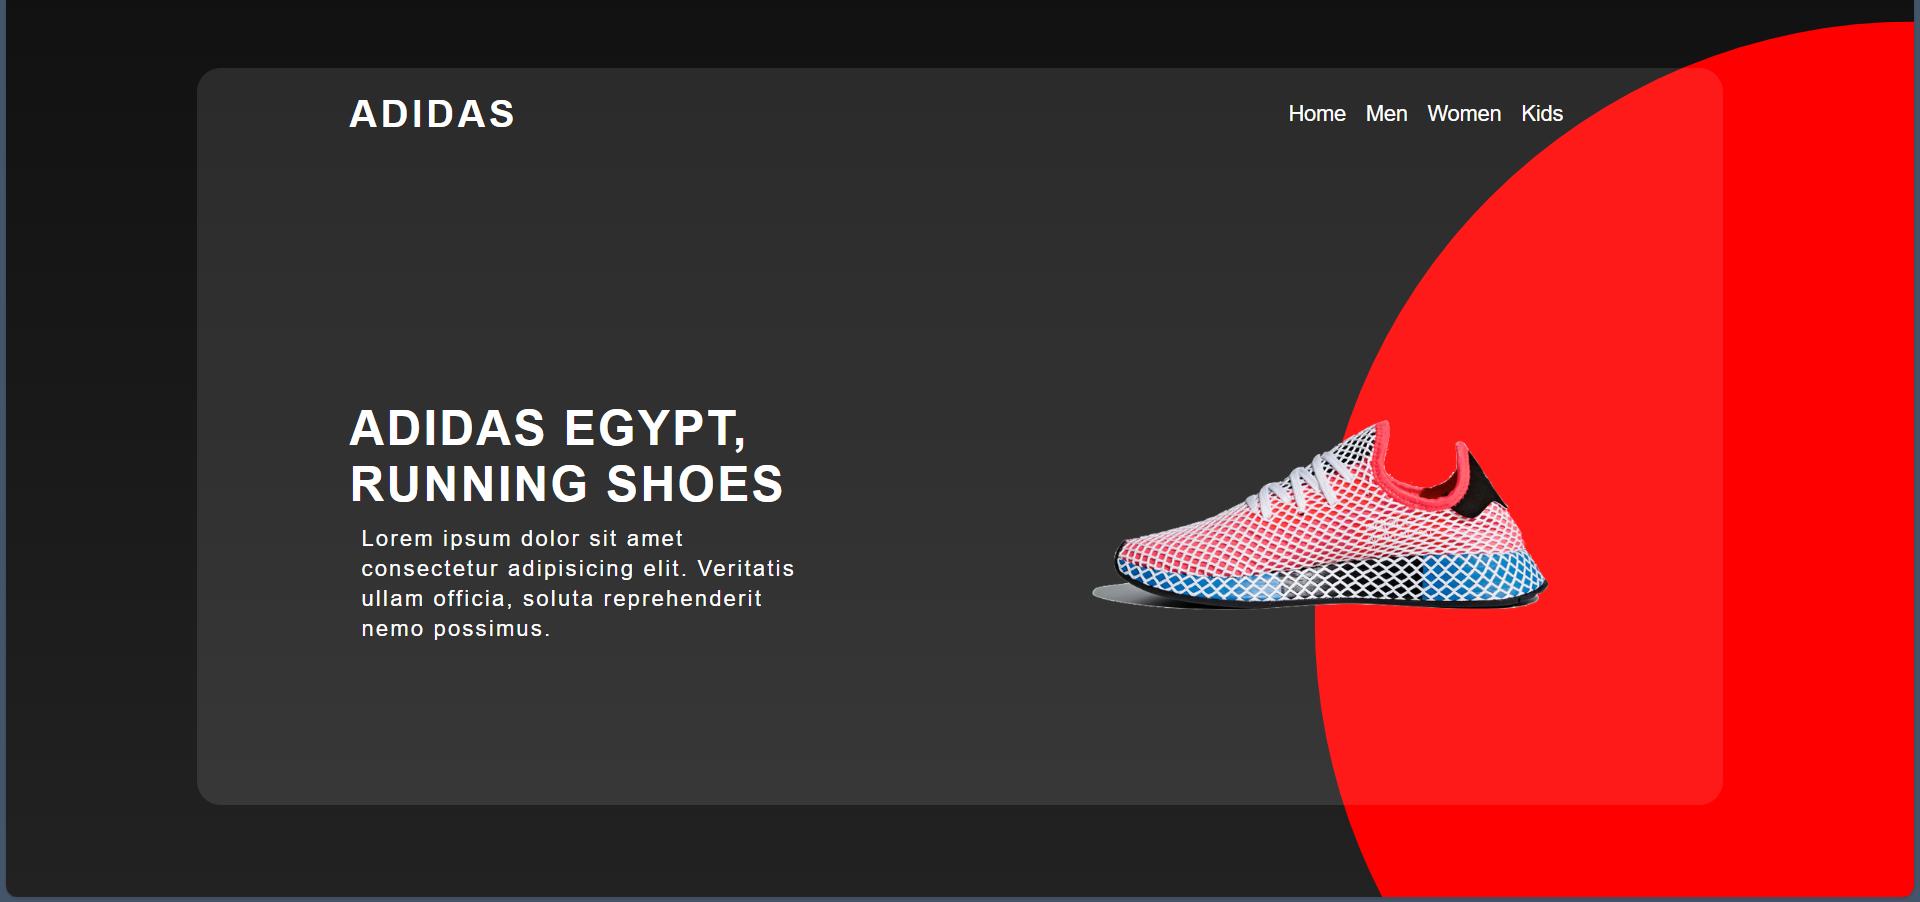 ADIDAS
Home Men Women Kids
ADIDAS EGYPT,
RUNNING SHOES
Lorem ipsum dolor sit amet
consectetur adipisicing elit. Veritatis
ullam officia, soluta reprehenderit
nemo possimus.